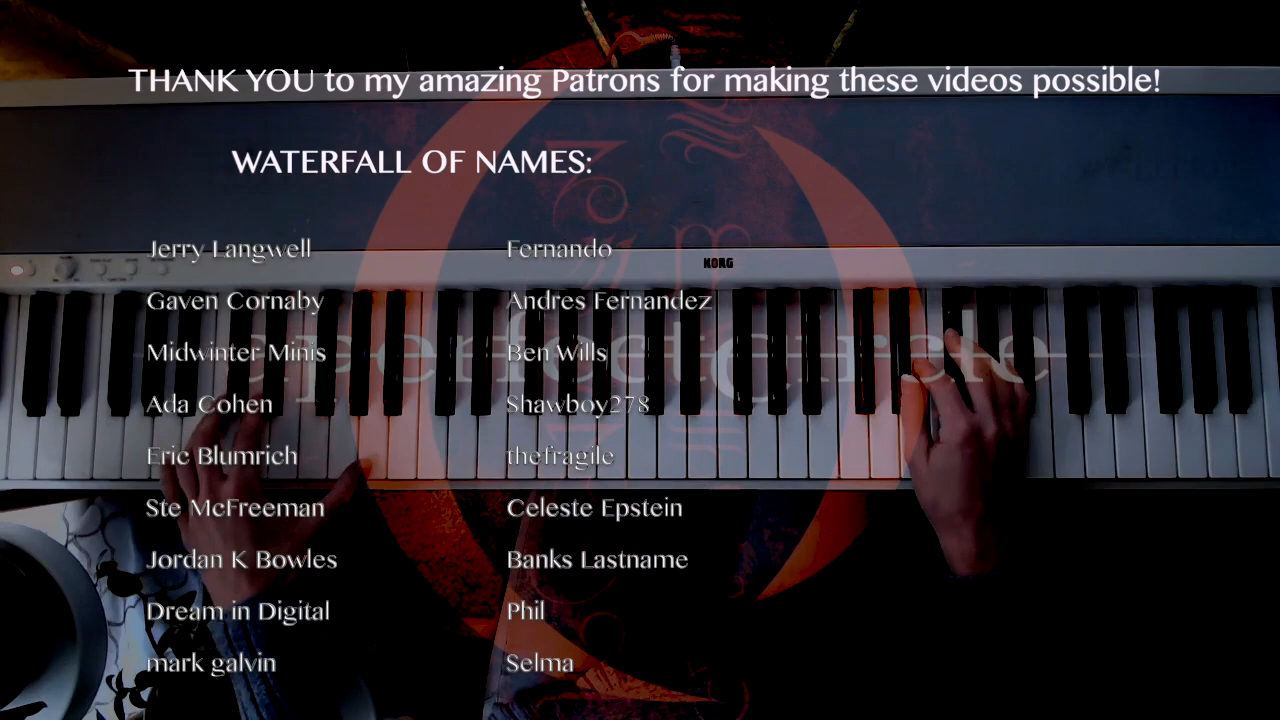 THANK YOU to my amazing Patrons for making these videos possible!
WATERFALL OF NAMES:
Jerry Langwell
Gaven Cornaby
Midwinter Minis
Ada Cohen
Eric Blumrich
Ste McFreeman
Jordan K Bowles
Dream in Digital
mark galvin
Fernando
Andres Fernandez
Ben Wills
Shawboy278
thefragile
Celeste Epstein
Banks Lastname
Phil
Selma
KORG
a perfect circle